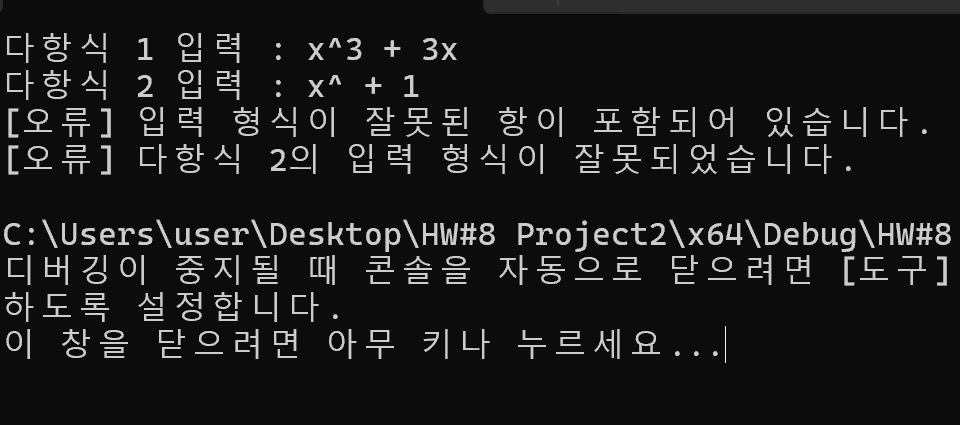 다항식 1 입력 : x^3 + 3x
다항식 2 입력 : x^ + 1
[오류] 입력 형식이 잘못된 항이 포함되어 있습니다.
[오류] 다항식 2의 입력 형식이 잘못되었습니다.
C:\Users\user\Desktop\HW#8 Project2\x64\Debug\HW#8
디버깅이 중지될 때 콘솔을 자동으로 닫으려면 [도구]
하도록 설정합니다.
이 창을 닫으려면 아무 키나 누르세요...